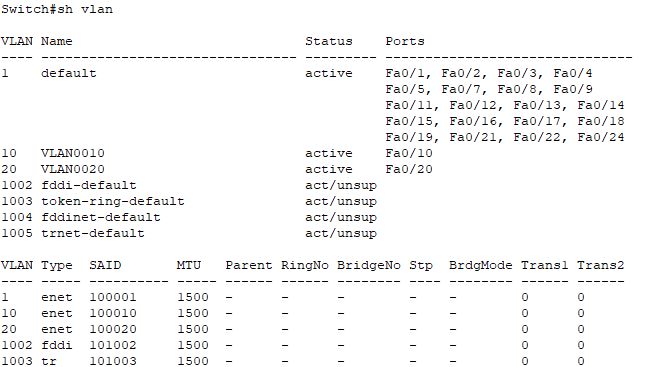 Switch#sh vlan
VLAN Name                             Status    Ports
---- -------------------------------- --------- -------------------------------
1    default                          active    Fa0/1, Fa0/2, Fa0/3, Fa0/4
                                                Fa0/5, Fa0/7, Fa0/8, Fa0/9
                                                Fa0/11, Fa0/12, Fa0/13, Fa0/14
                                                Fa0/15, Fa0/16, Fa0/17, Fa0/18
                                                Fa0/19, Fa0/21, Fa0/22, Fa0/24
10   VLAN0010                         active    Fa0/10
20   VLAN0020                         active    Fa0/20
1002 fddi-default                     act/unsup
1003 token-ring-default               act/unsup
1004 fddinet-default                  act/unsup
1005 trnet-default                    act/unsup
VLAN Type  SAID       MTU   Parent RingNo BridgeNo Stp  BrdgMode Trans1 Trans2
---- ----- ---------- ----- ------ ------ -------- ---- -------- ------ ------
1    enet  100001     1500  -      -      -        -    -        0      0
10   enet  100010     1500  -      -      -        -    -        0      0
20   enet  100020     1500  -      -      -        -    -        0      0
1002 fddi  101002     1500  -      -      -        -    -        0      0
1003 tr    101003     1500  -      -      -        -    -        0      0